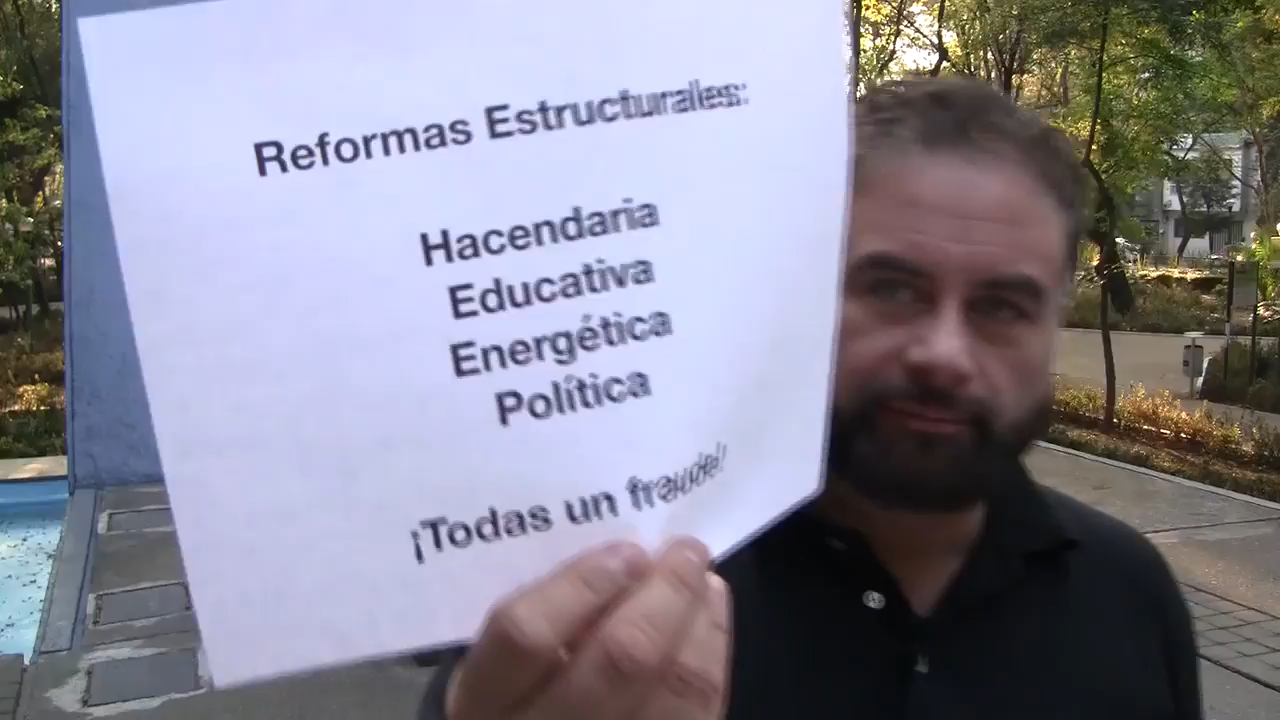 Reformas Estructurales:
Hacendaria
Educativa
Energética
Política
¡Todas un fraude!